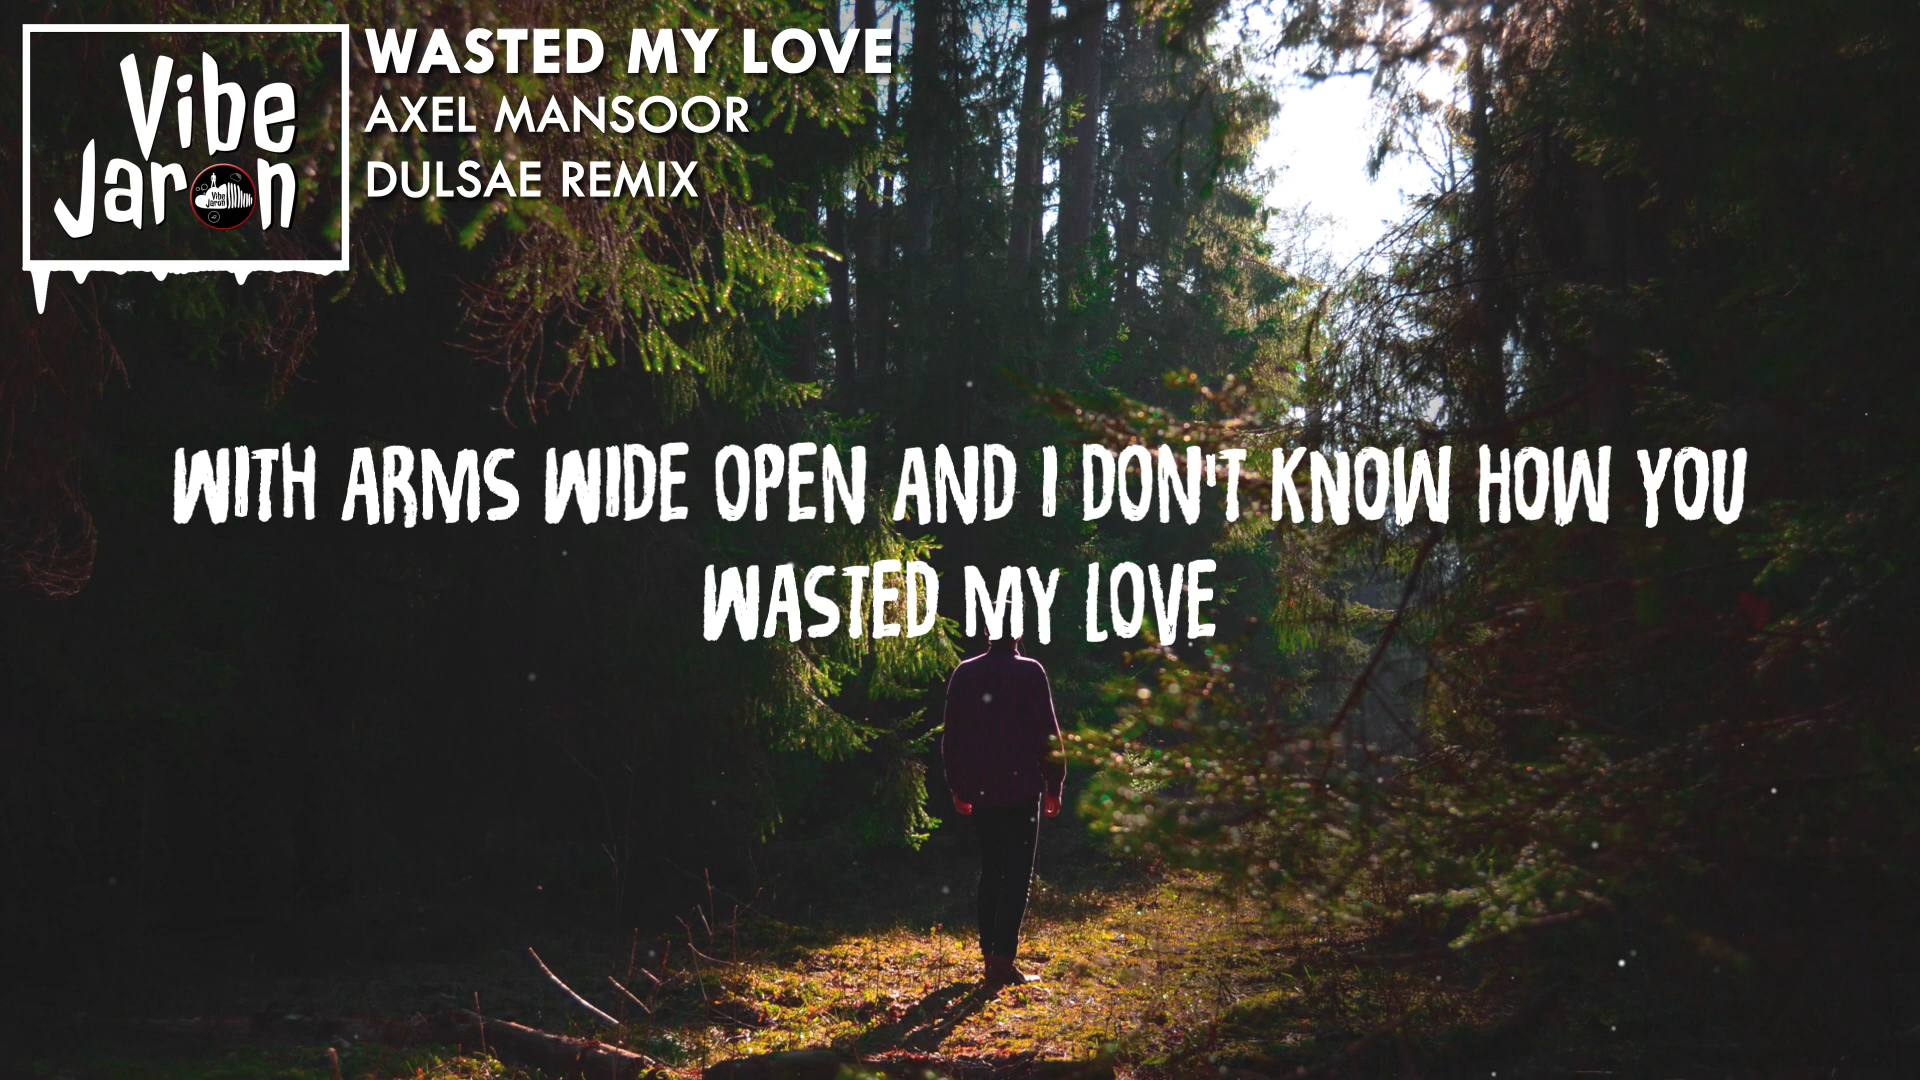 Vibe
Jaron
WASTED MY LOVE
AXEL MANSOOR
DULSAE REMIX
WITH ARMS WIDE OPEN AND I DON'T KNOW HOW YOU
WASTED MY LOVE